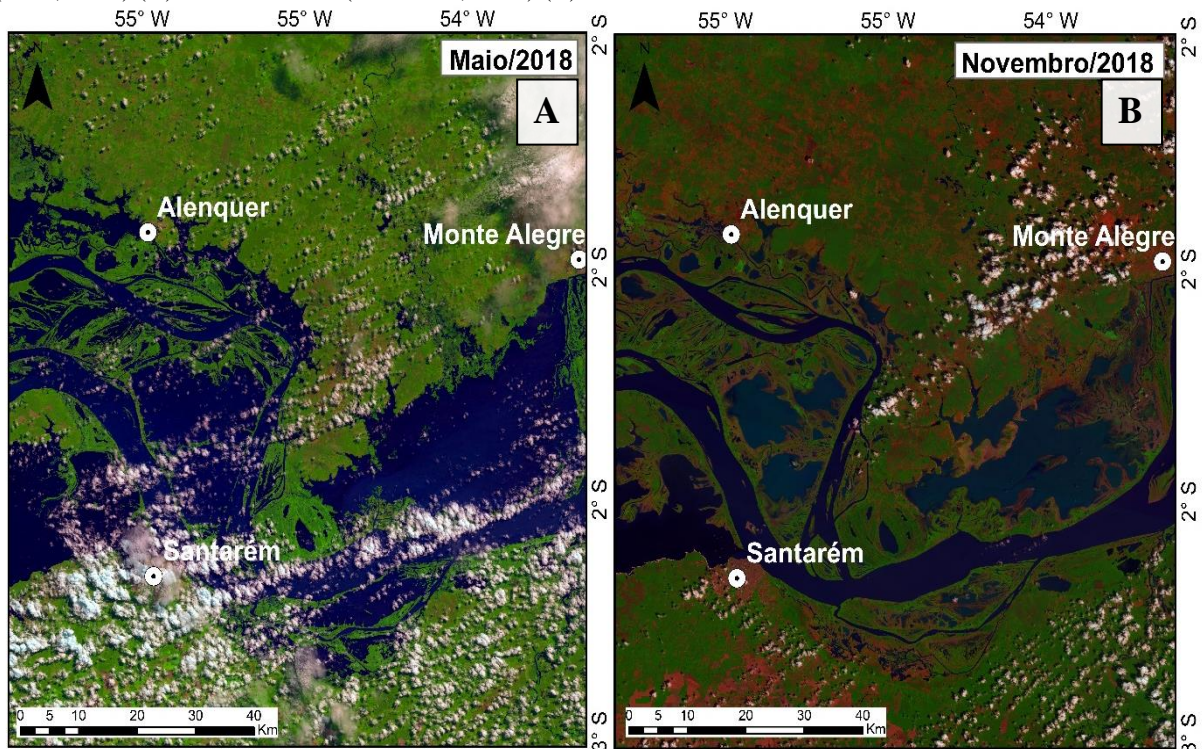 55° W 55° W 54° W
2° S
N
Maio/2018
A
Alenquer
Monte Alegre
2° S
2° S
Santarém
0 5 10 20 30 40
Km
3° S
55° W 55° W 54° W
2° S
N
Novembro/2018
B
Alenquer
Monte Alegre
2° S
2° S
Santarém
0 5 10 20 30 40
Km
3° S